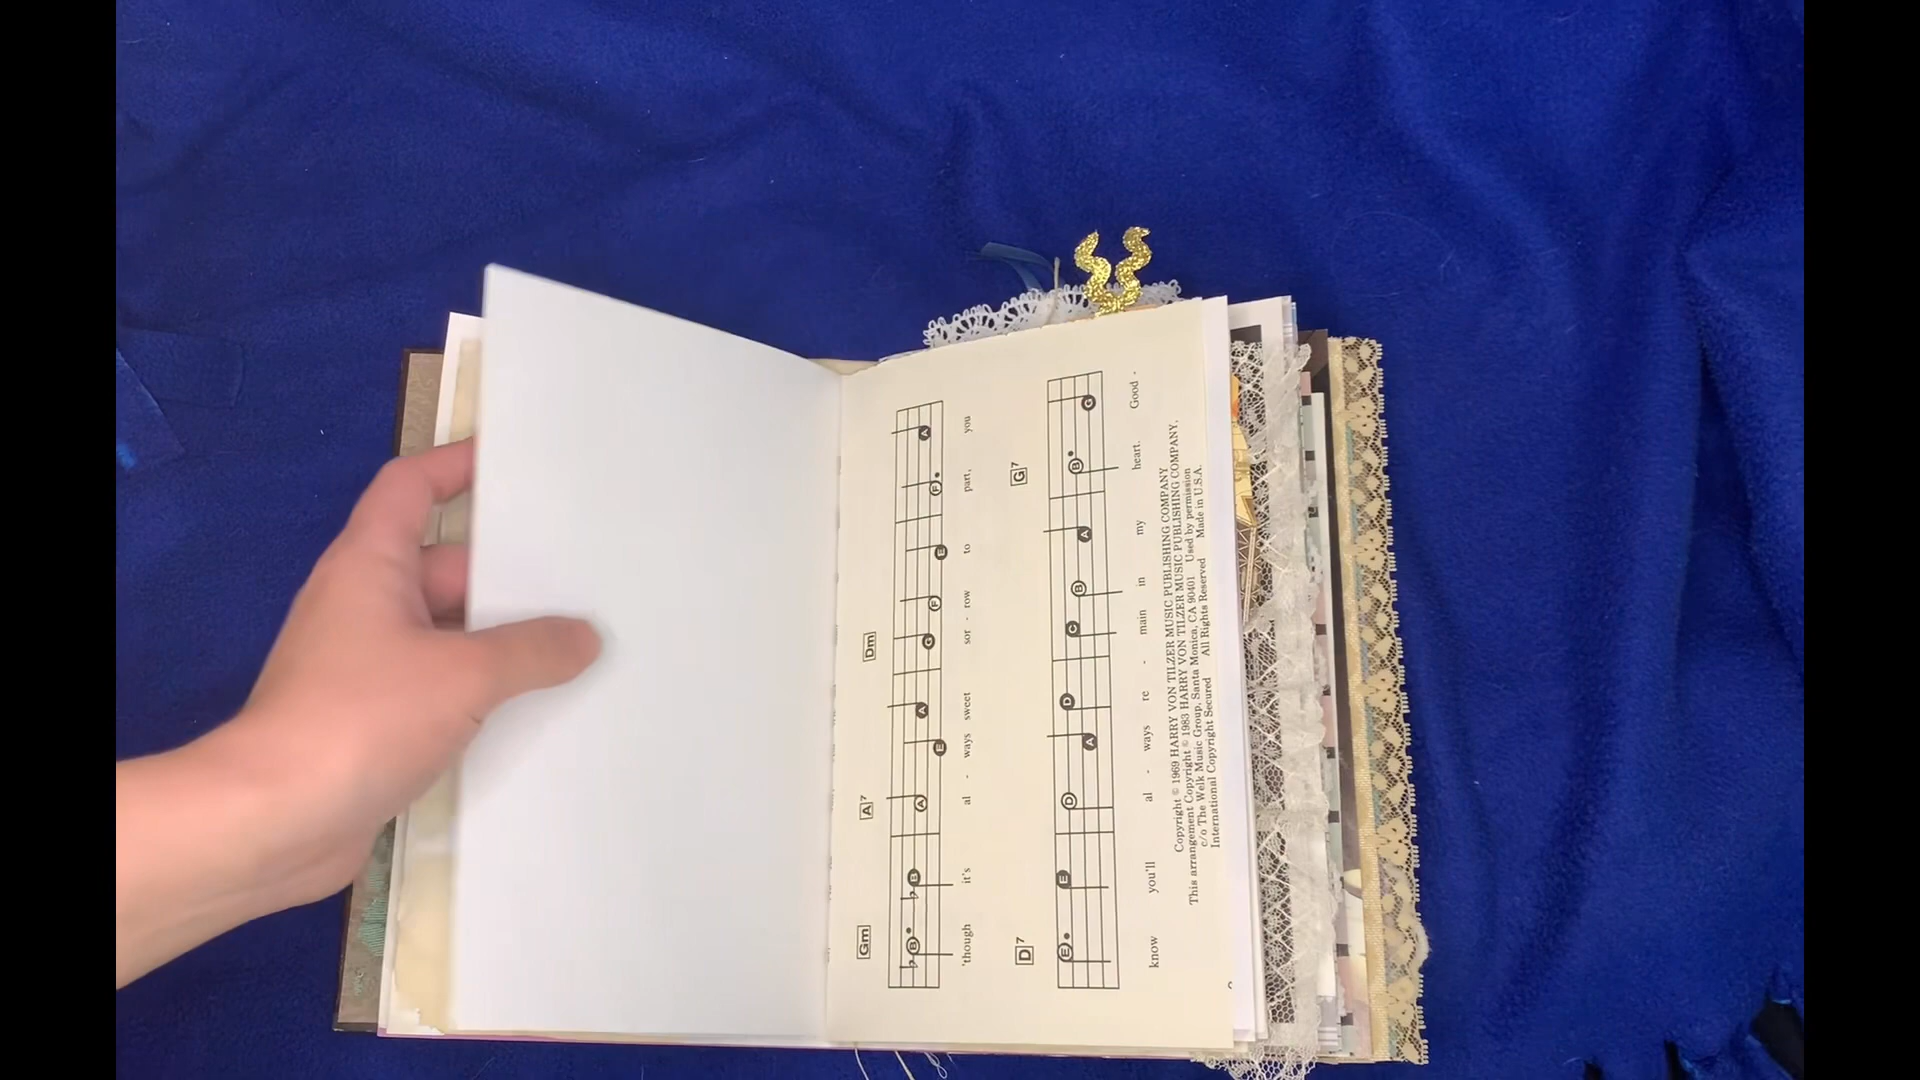 Gm A7 Dm
♭B ♭B A E A G F E F A
'though it's al - ways sweet sor - row to part, you
D7 G7
E E D A D C B A B G
know you'll al - ways re - main in my heart. Good -
Copyright © 1969 HARRY VON TILZER MUSIC PUBLISHING COMPANY
This arrangement Copyright © 1983 HARRY VON TILZER MUSIC PUBLISHING COMPANY,
c/o The Welk Music Group, Santa Monica, CA 90401 Used by permission
International Copyright Secured All Rights Reserved Made in U.S.A.